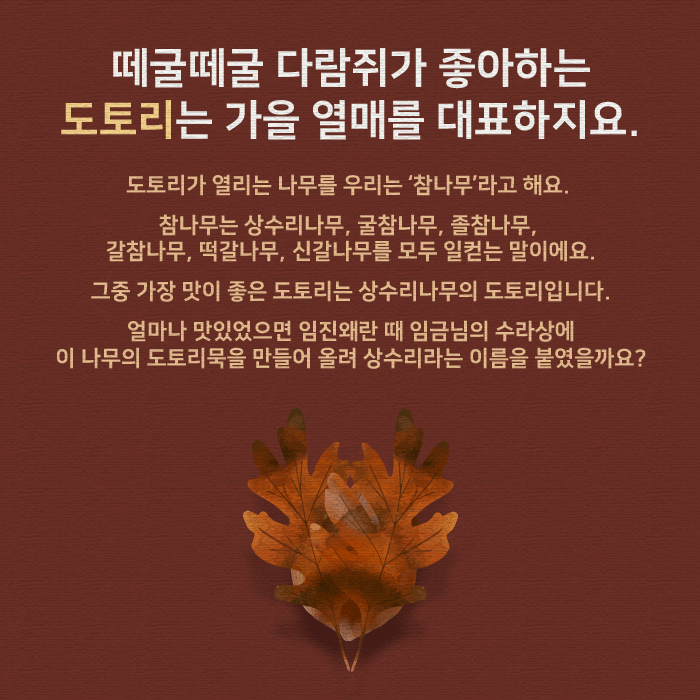 떼굴떼굴 다람쥐가 좋아하는
도토리는 가을 열매를 대표하지요.
도토리가 열리는 나무를 우리는 ‘참나무’라고 해요.
참나무는 상수리나무, 굴참나무, 졸참나무,
갈참나무, 떡갈나무, 신갈나무를 모두 일컫는 말이에요.
그중 가장 맛이 좋은 도토리는 상수리나무의 도토리입니다.
얼마나 맛있었으면 임진왜란 때 임금님의 수라상에
이 나무의 도토리묵을 만들어 올려 상수리라는 이름을 붙였을까요?